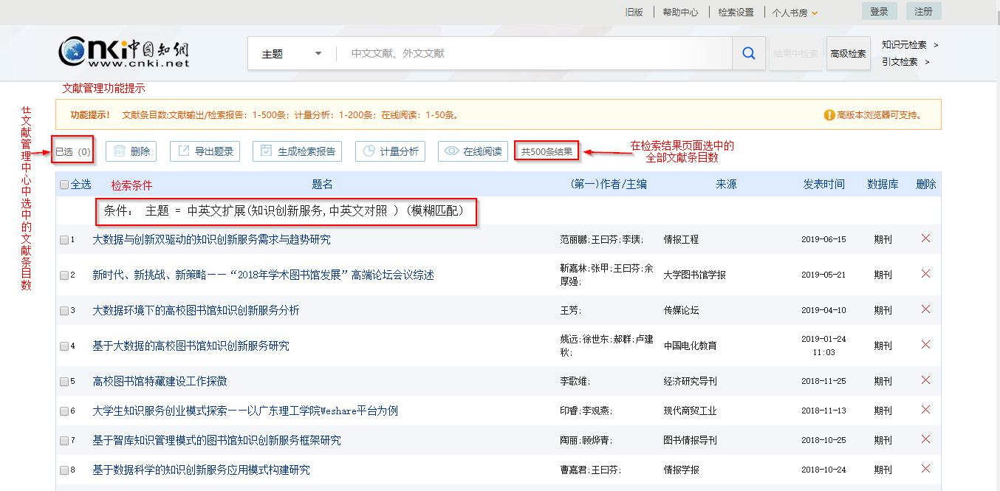 旧版 帮助中心 检索设置 个人书房 登录 注册
cnki中国知網
www.cnki.net
主题 中文文献、外文文献 结果中检索 高级检索
知识元检索 >
引文检索 >
文献管理功能提示
功能提示! 文献条目数:文献输出/检索报告：1-500条；计量分析：1-200条；在线阅读：1-50条。 高版本浏览器可支持。
在文献管理中心中选中的文献条目数
已选 (0) 删除 导出题录 生成检索报告 计量分析 在线阅读 共500条结果
在检索结果页面选中的
全部文献条目数
全选 检索条件 题名 (第一)作者/主编 来源 发表时间 数据库 删除
条件： 主题 = 中英文扩展(知识创新服务,中英文对照 ) (模糊匹配)
1 大数据与创新双驱动的知识创新服务需求与趋势研究 范丽鹏;王曰芬;李; 情报工程 2019-06-15 期刊
2 新时代、新挑战、新策略——“2018年学术图书馆发展”高端论坛会议综述 靳嘉林;张甲;王曰芬;余
厚强; 大学图书馆学报 2019-05-21 期刊
3 大数据环境下的高校图书馆知识创新服务分析 王芳; 传媒论坛 2019-04-10 期刊
4 基于大数据的高校图书馆知识创新服务研究 姚远;徐世东;郝群;卢建
秋; 中国电化教育 2019-01-24
11:03 期刊
5 高校图书馆特藏建设工作探微 李歌维; 经济研究导刊 2018-11-25 期刊
6 大学生知识服务创业模式探索——以广东理工学院Weshare平台为例 印睿;李观燕; 现代商贸工业 2018-11-13 期刊
7 基于智库知识管理模式的图书馆知识创新服务框架研究 陶丽;顾烨青; 图书情报导刊 2018-10-25 期刊
8 基于数据科学的知识创新服务应用模式构建研究 曹嘉君;王曰芬; 情报学报 2018-10-24 期刊